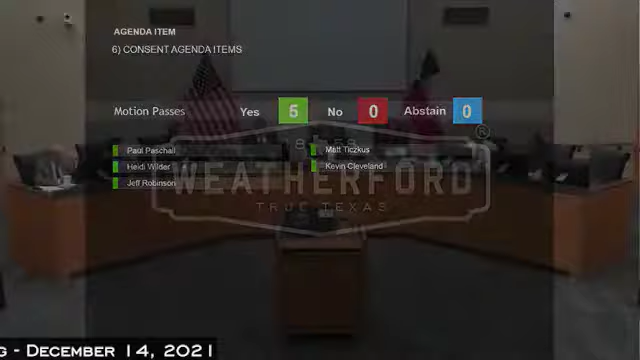 AGENDA ITEM
6) CONSENT AGENDA ITEMS
Motion Passes Yes 5 No 0 Abstain 0
Paul Paschall Matt Ticzkus
Heidi Wilder Kevin Cleveland
Jeff Robinson
WEATHERFORD
®
TRUE TEXAS
G - DECEMBER 14, 2021